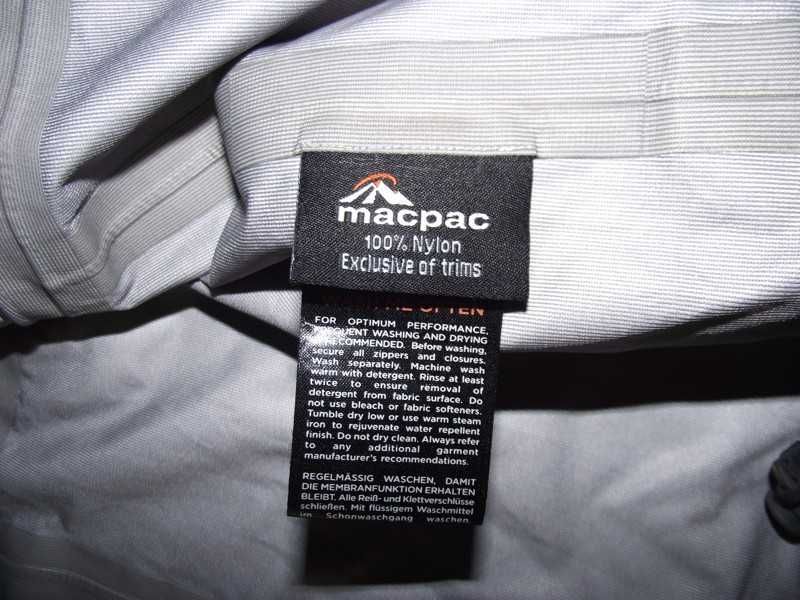 macpac
100% Nylon
Exclusive of trims
OFTEN
FOR OPTIMUM PERFORMANCE,
FREQUENT WASHING AND DRYING
RECOMMENDED. Before washing,
secure all zippers and closures.
Wash separately. Machine wash
warm with detergent. Rinse at least
twice to ensure removal of
detergent from fabric surface. Do
not use bleach or fabric softeners.
Tumble dry low or use warm steam
iron to rejuvenate water repellent
finish. Do not dry clean. Always refer
to any additional garment
manufacturer's recommendations.
REGELMÄSSIG WASCHEN, DAMIT
DIE MEMBRANFUNKTION ERHALTEN
BLEIBT. Alle Reiß- und Klettverschlüsse
schließen. Mit flüssigem Waschmittel
im Schonwaschgang waschen,